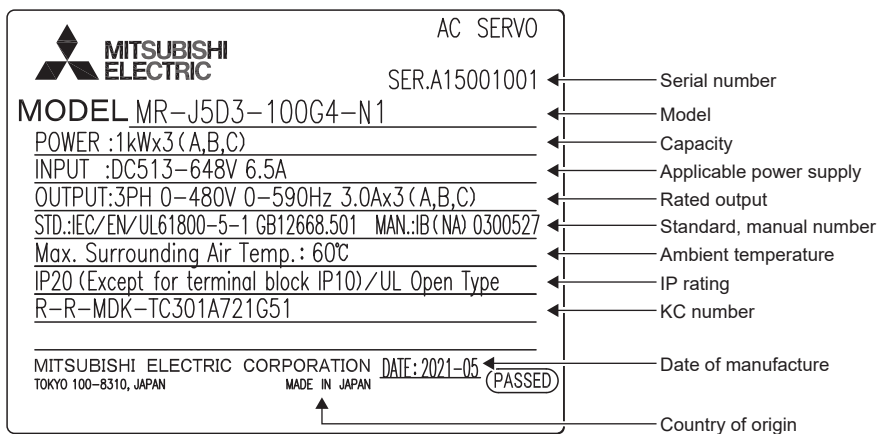 AC SERVO
MITSUBISHI
ELECTRIC
SER.A15001001
Serial number
MODEL MR-J5D3-100G4-N1
Model
POWER :1kWx3(A,B,C)
Capacity
INPUT :DC513-648V 6.5A
Applicable power supply
OUTPUT:3PH 0-480V 0-590Hz 3.0Ax3(A,B,C)
Rated output
STD.:IEC/EN/UL61800-5-1 GB12668.501 MAN.:IB(NA)0300527
Standard, manual number
Max. Surrounding Air Temp.: 60℃
Ambient temperature
IP20 (Except for terminal block IP10)/UL Open Type
IP rating
R-R-MDK-TC301A721G51
KC number
MITSUBISHI ELECTRIC CORPORATION DATE:2021-05
Date of manufacture
TOKYO 100-8310, JAPAN MADE IN JAPAN PASSED
Country of origin